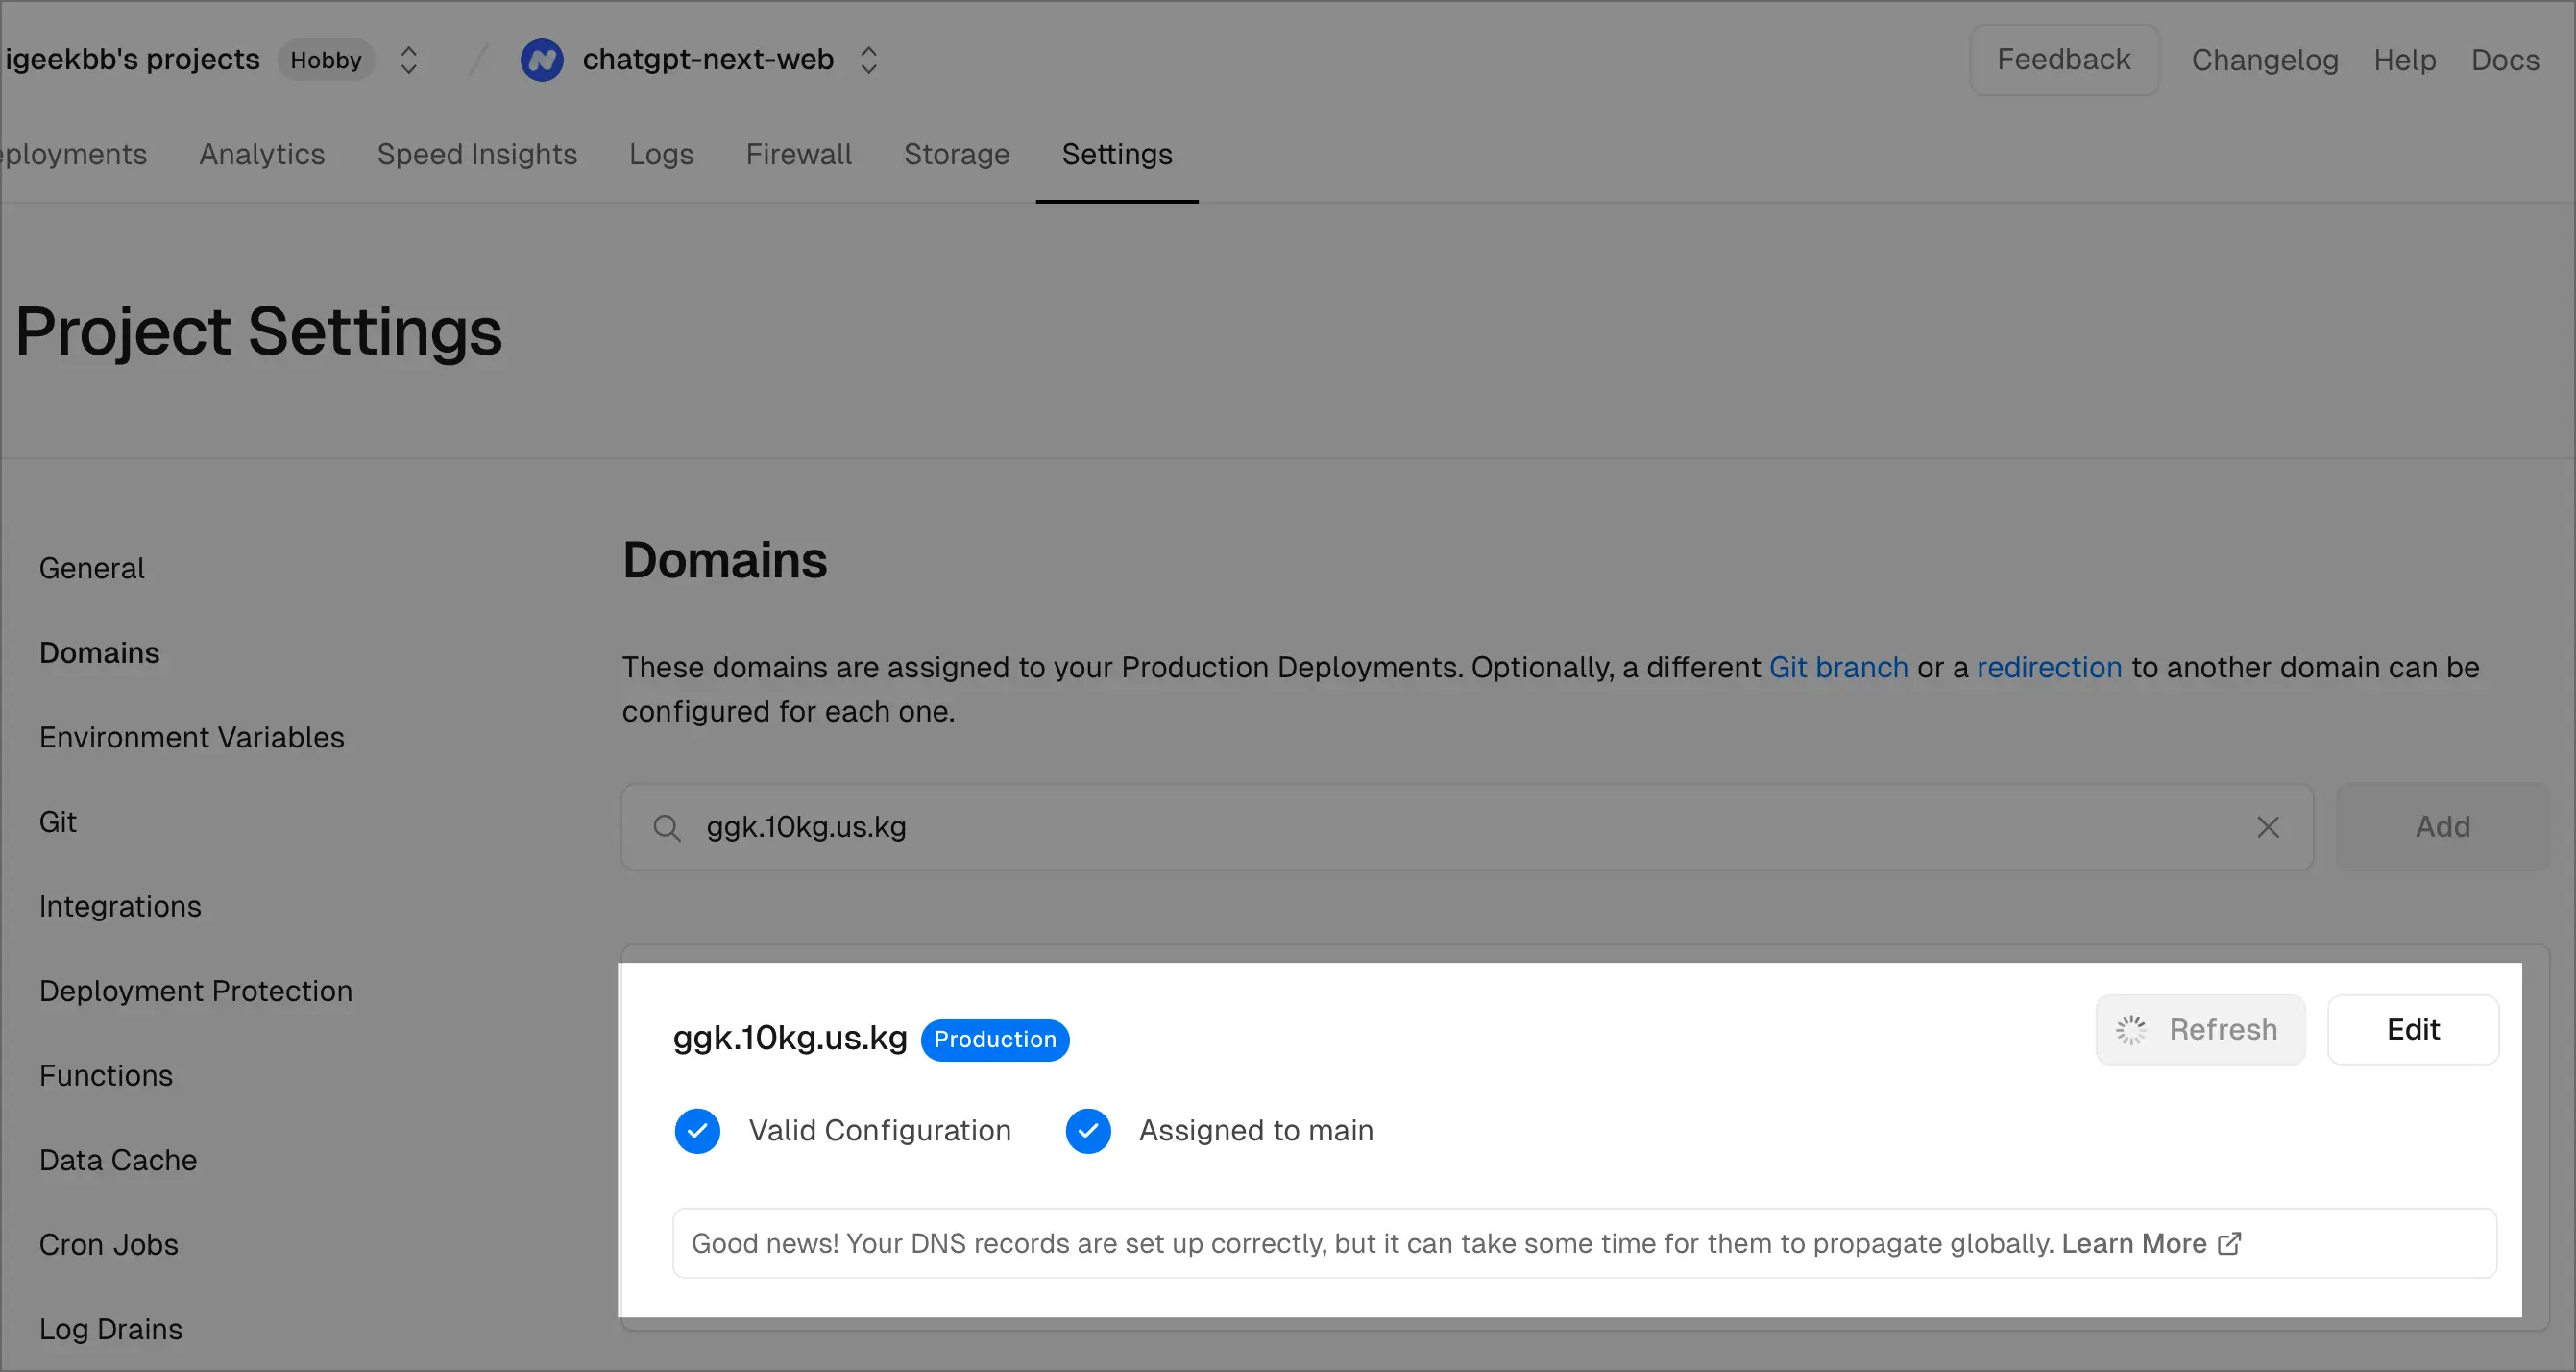 igeekbb's projects Hobby chatgpt-next-web Feedback Changelog Help Docs
eployments Analytics Speed Insights Logs Firewall Storage Settings
Project Settings
General
Domains
Environment Variables
Git
Integrations
Deployment Protection
Functions
Data Cache
Cron Jobs
Log Drains
Domains
These domains are assigned to your Production Deployments. Optionally, a different Git branch or a redirection to another domain can be
configured for each one.
ggk.10kg.us.kg Add
ggk.10kg.us.kg Production Refresh Edit
Valid Configuration Assigned to main
Good news! Your DNS records are set up correctly, but it can take some time for them to propagate globally. Learn More